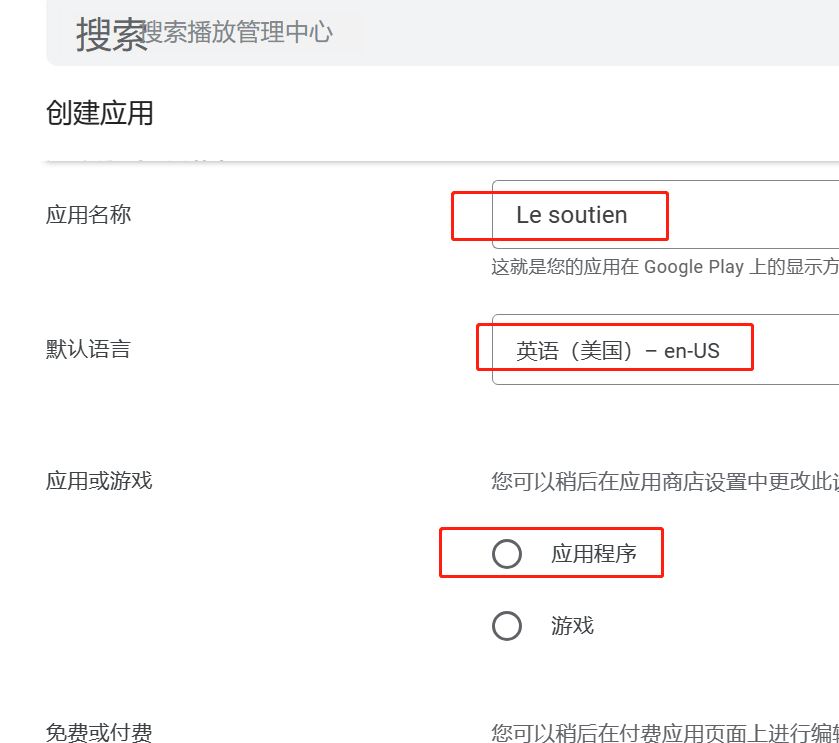 搜索搜索播放管理中心
创建应用
应用名称
Le soutien
这就是您的应用在 Google Play 上的显示方
默认语言
英语（美国）– en-US
应用或游戏
您可以稍后在应用商店设置中更改此
应用程序
游戏
免费或付费
您可以稍后在付费应用页面上进行编辑